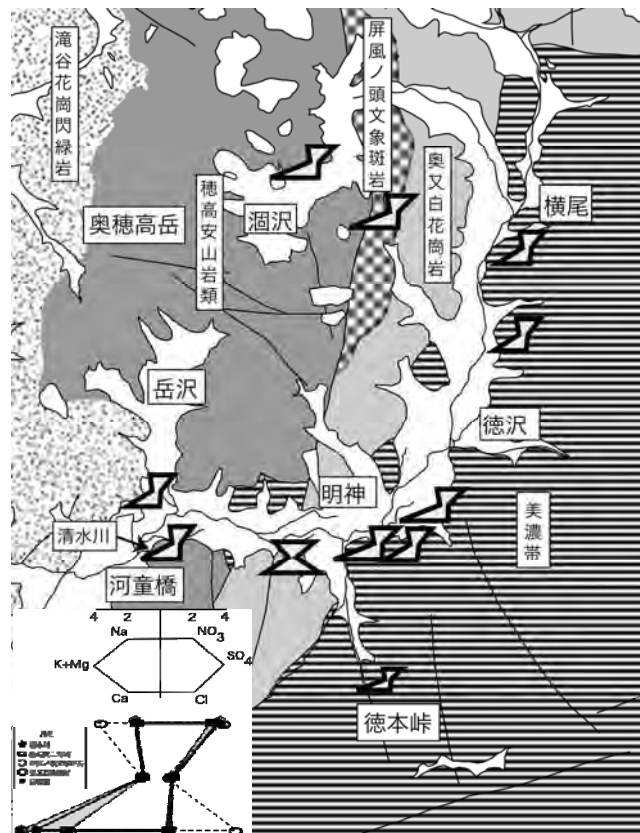 滝谷花崗閃緑岩
屏風ノ頭文象斑岩
奥又白花崗岩
横尾
涸沢
穂高安山岩類
奥穂高岳
岳沢
徳沢
明神
美濃帯
清水川
河童橋
徳本峠
4 2 2 4
Na NO3
K+Mg SO4
Ca Cl